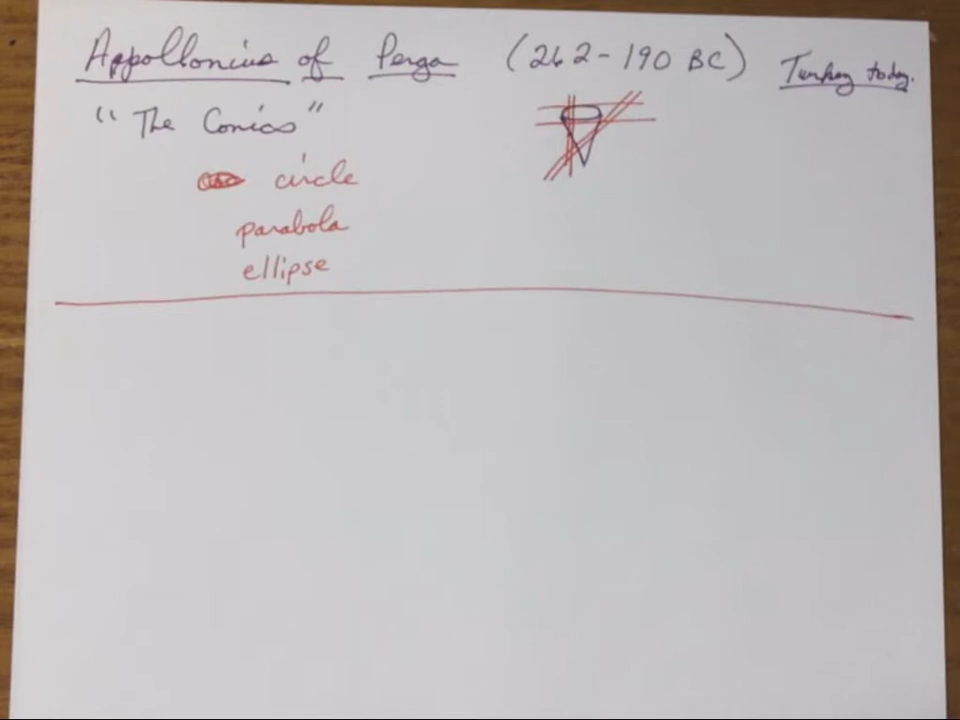 Appollonius of Perga (262-190 BC) Turkey today.
"The Conics"
circle
parabola
ellipse